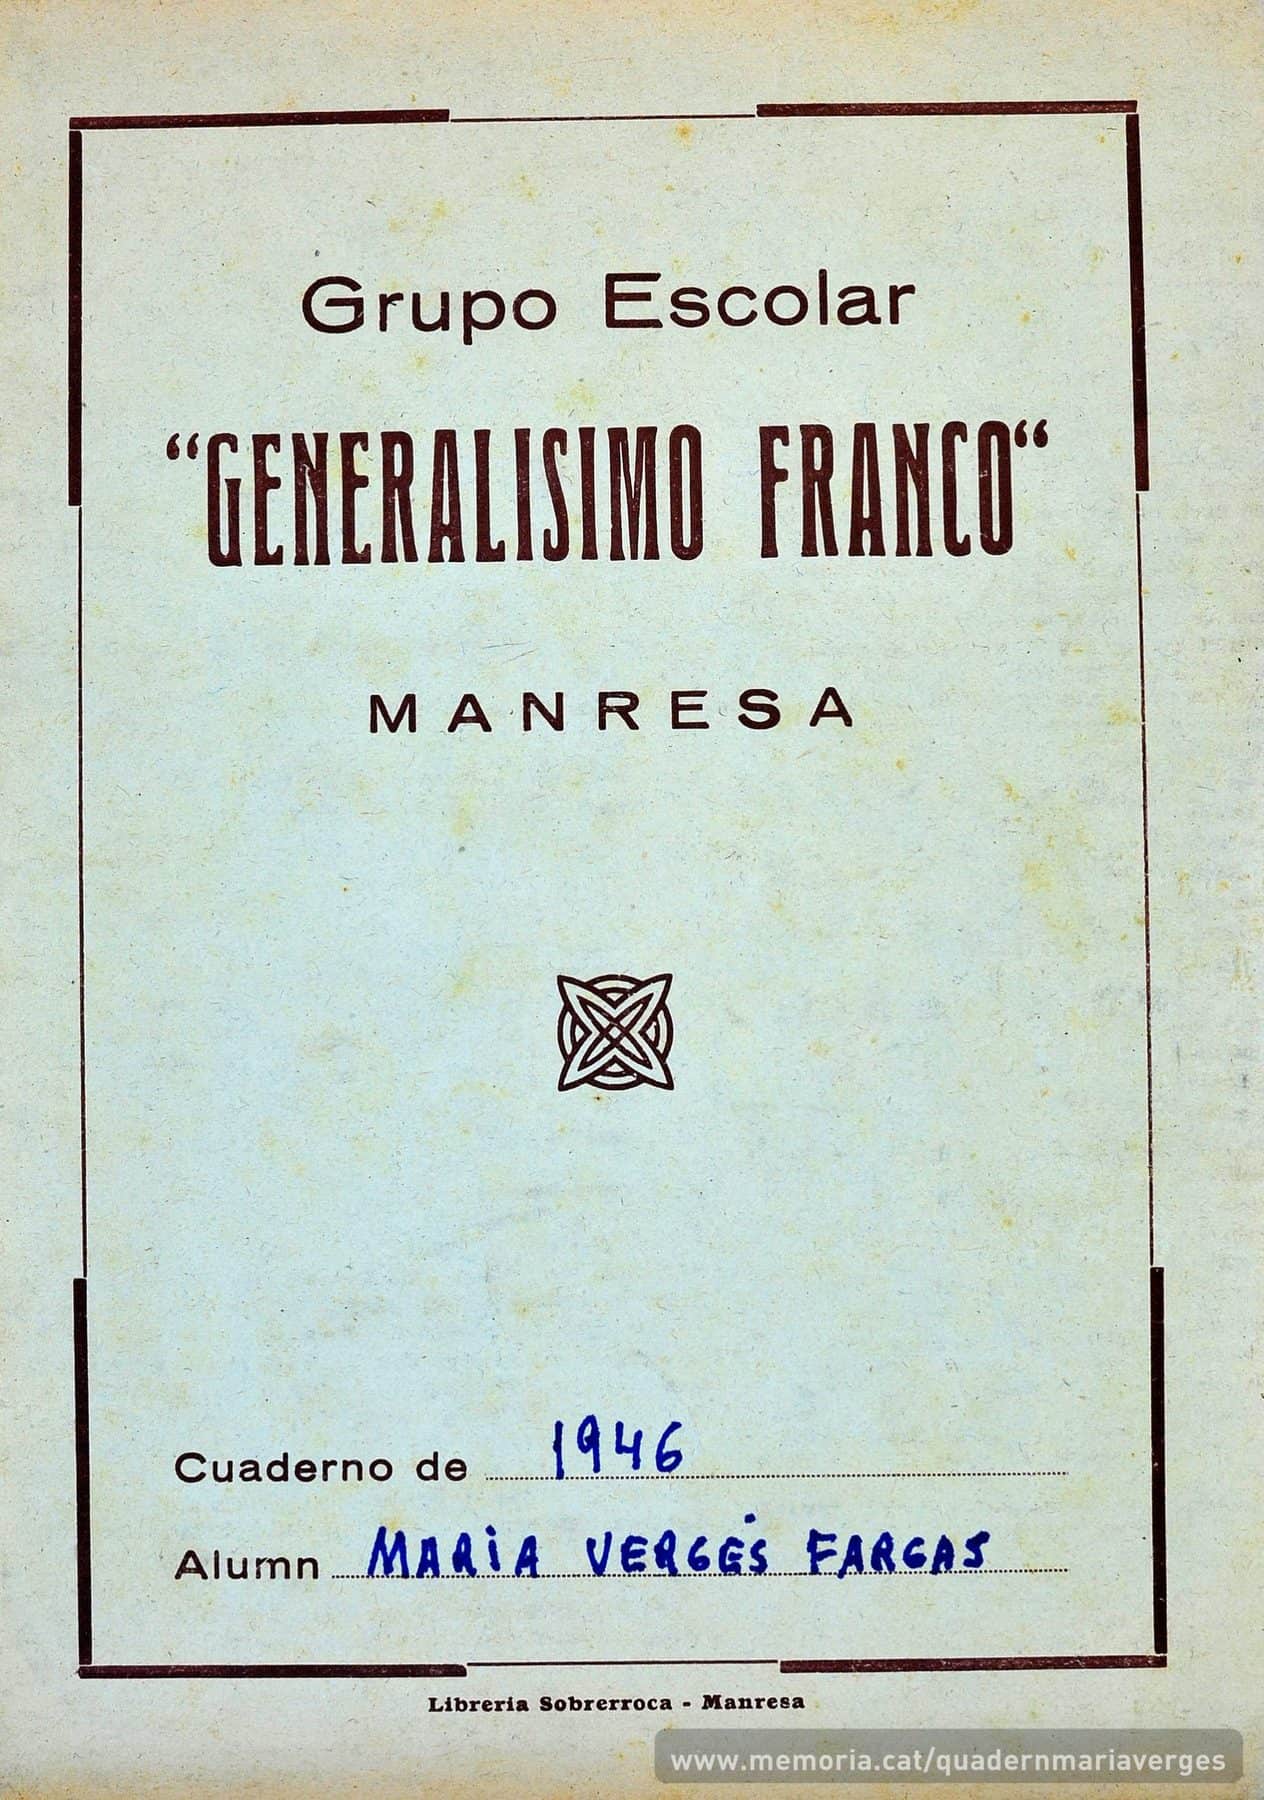 Grupo Escolar
“GENERALISIMO FRANCO“
MANRESA
Cuaderno de 1946
Alumn MARiA VERGÉS FARGAS
Libreria Sobrerroca - Manresa
www.memoria.cat/quadernmariaverges